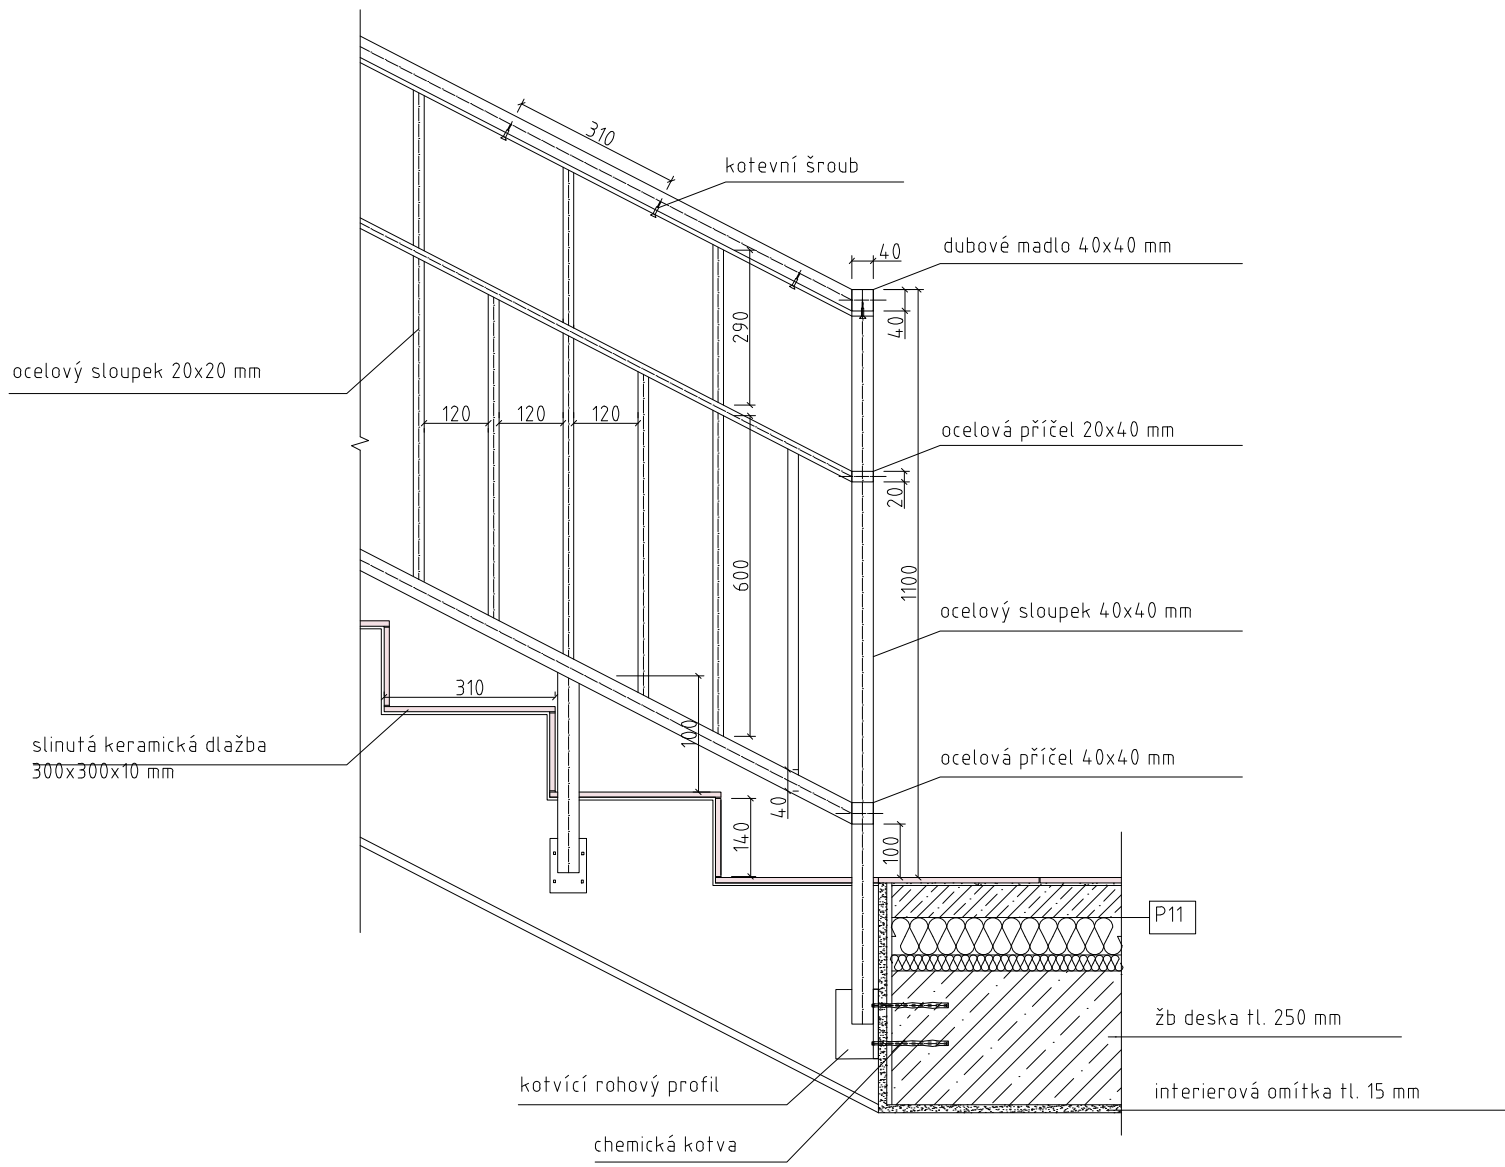 310
kotevní šroub
40
dubové madlo 40x40 mm
40
290
ocelový sloupek 20x20 mm
120
120
120
ocelová příčel 20x40 mm
20
600
1100
ocelový sloupek 40x40 mm
310
100
slinutá keramická dlažba
300x300x10 mm
ocelová příčel 40x40 mm
40
140
100
P11
žb deska tl. 250 mm
kotvící rohový profil
interierová omítka tl. 15 mm
chemická kotva